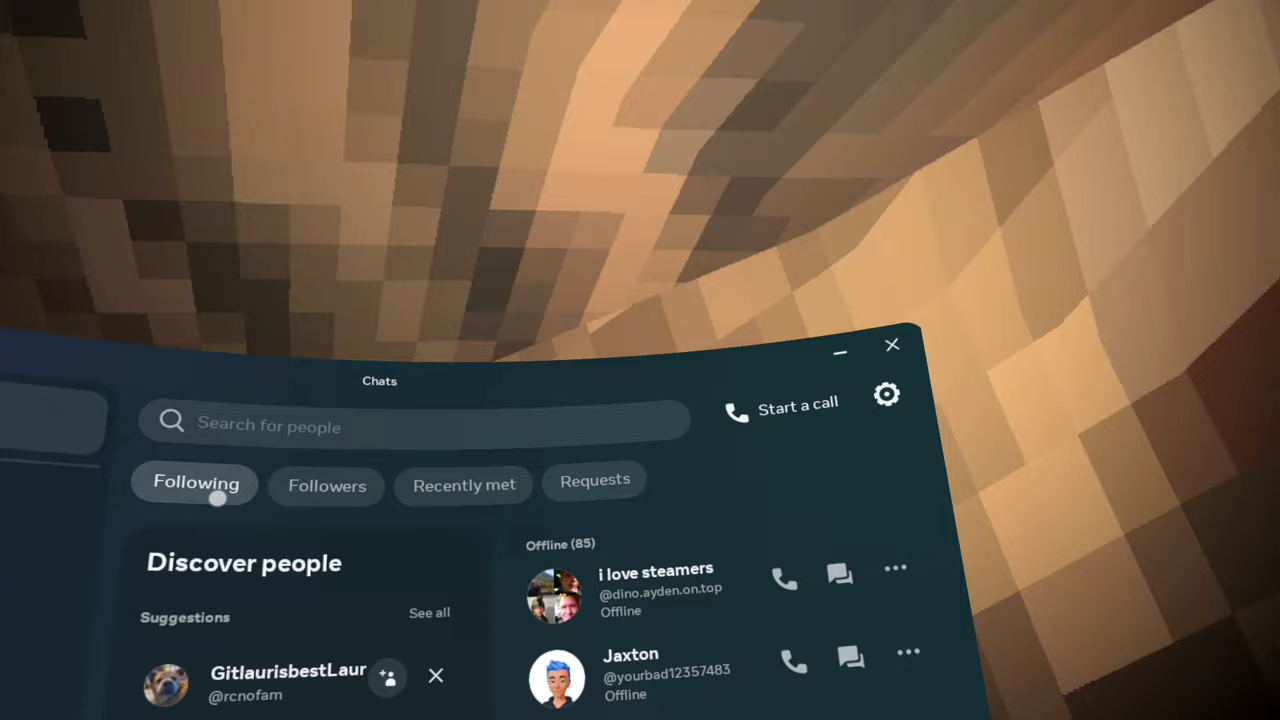 Chats
Search for people
Start a call
Following
Followers
Recently met
Requests
Discover people
Suggestions
See all
GitlaurisbestLaur
@rcnofam
Offline (85)
i love steamers
@dino.ayden.on.top
Offline
Jaxton
@yourbad12357483
Offline